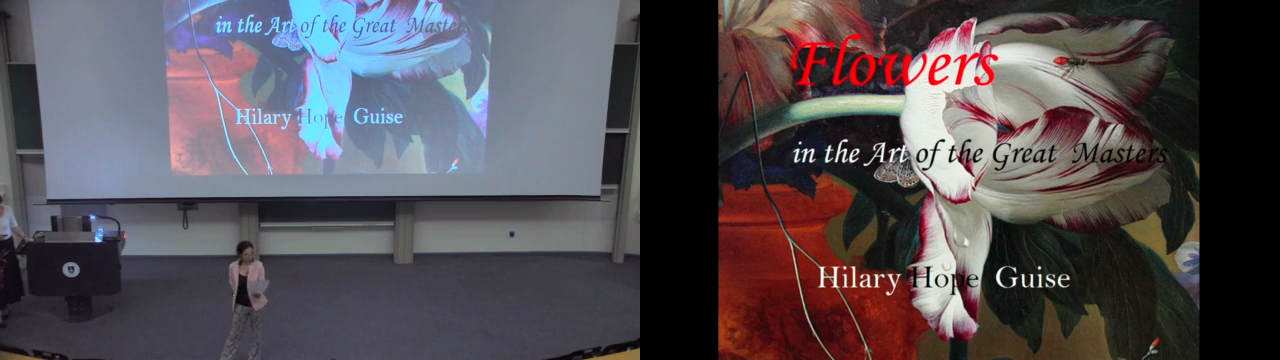 in the Art of the Great Masters
Hilary Hope Guise
Flowers
in the Art of the Great Masters
Hilary Hope Guise